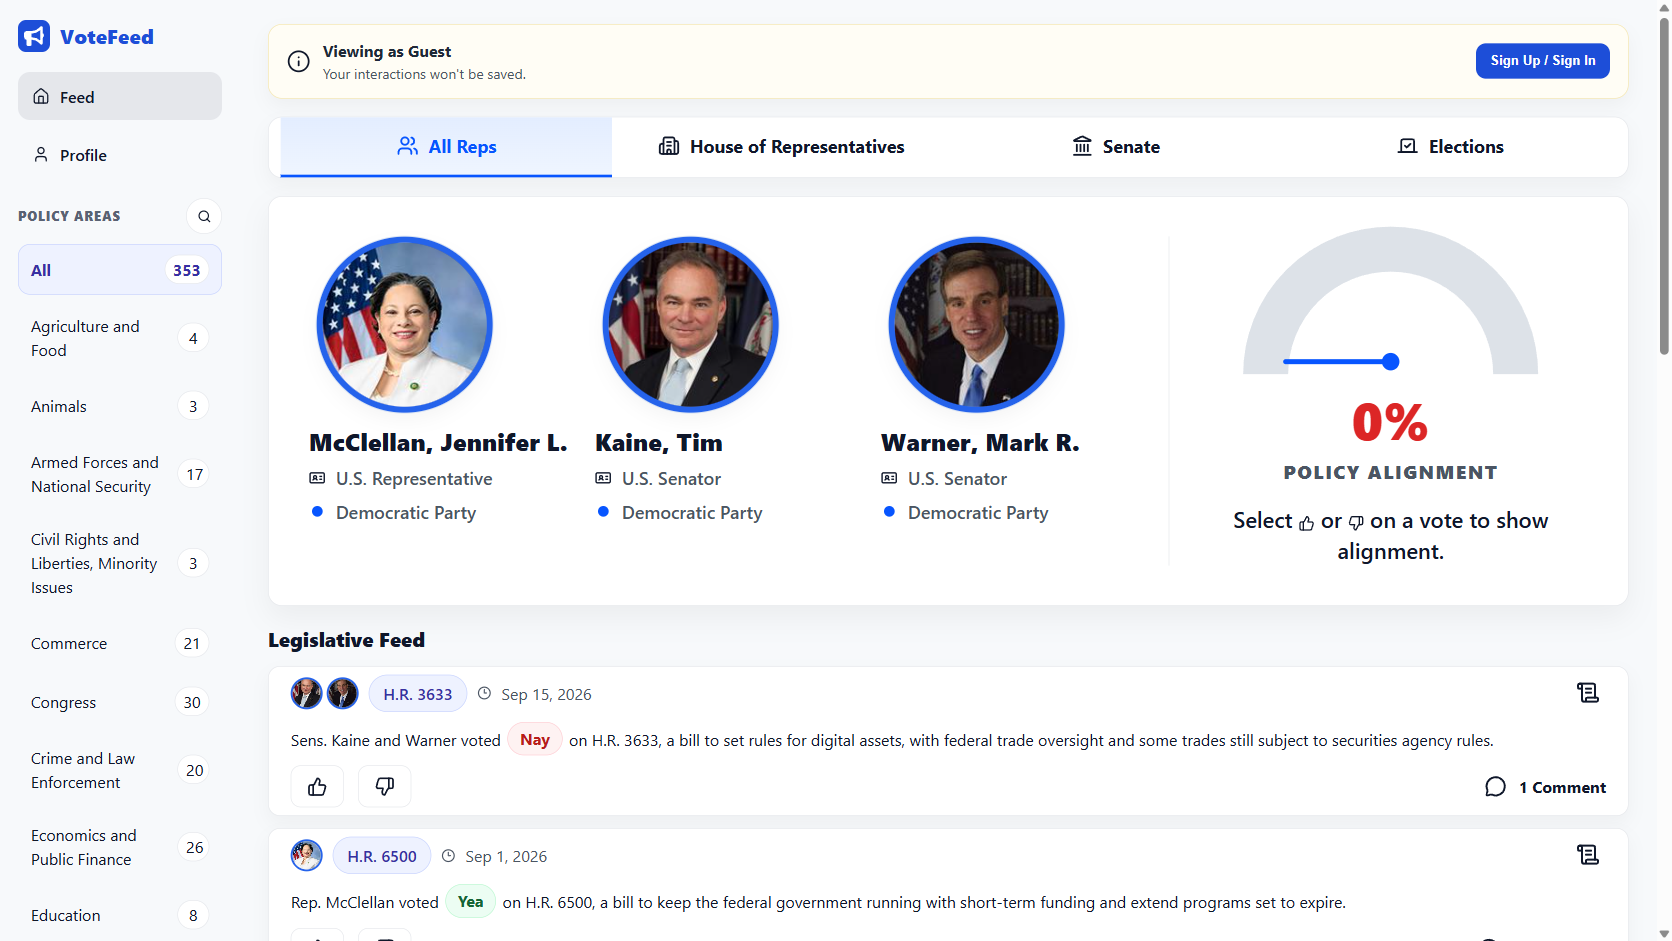 VoteFeed
Feed
Profile
POLICY AREAS
All 353
Agriculture and
Food
4
Animals 3
Armed Forces and
National Security
17
Civil Rights and
Liberties, Minority
Issues
3
Commerce 21
Congress 30
Crime and Law
Enforcement
20
Economics and
Public Finance
26
Education 8
Viewing as Guest
Your interactions won't be saved.
Sign Up / Sign In
All Reps
House of Representatives
Senate
Elections
McClellan, Jennifer L.
U.S. Representative
Democratic Party
Kaine, Tim
U.S. Senator
Democratic Party
Warner, Mark R.
U.S. Senator
Democratic Party
0%
POLICY ALIGNMENT
Select or on a vote to show
alignment.
Legislative Feed
H.R. 3633 Sep 15, 2026
Sens. Kaine and Warner voted Nay on H.R. 3633, a bill to set rules for digital assets, with federal trade oversight and some trades still subject to securities agency rules.
1 Comment
H.R. 6500 Sep 1, 2026
Rep. McClellan voted Yea on H.R. 6500, a bill to keep the federal government running with short-term funding and extend programs set to expire.